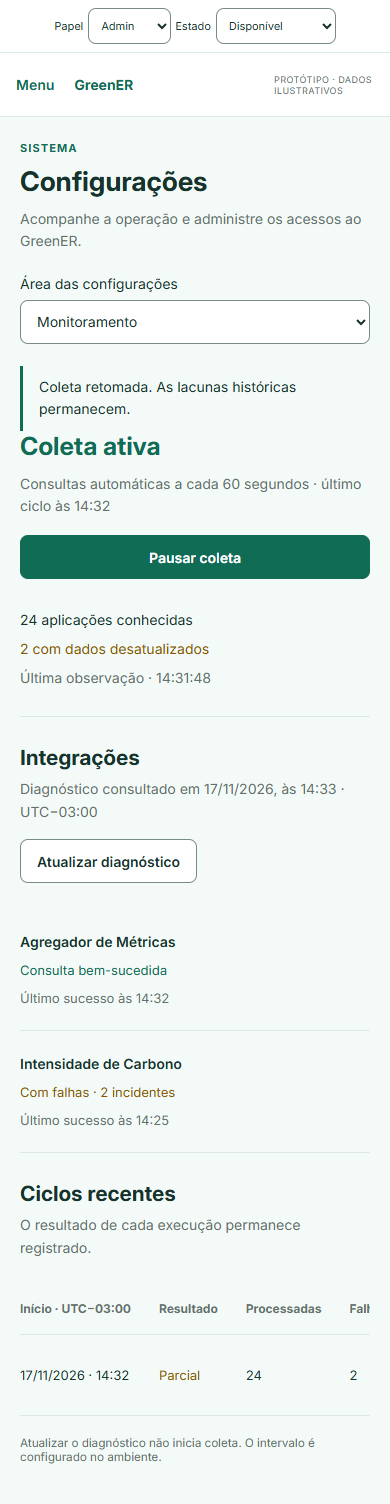 Papel Admin Estado Disponível
Menu GreenER PROTÓTIPO · DADOS
ILUSTRATIVOS
SISTEMA
Configurações
Acompanhe a operação e administre os acessos ao
GreenER.
Área das configurações
Monitoramento
Coleta retomada. As lacunas históricas
permanecem.
Coleta ativa
Consultas automáticas a cada 60 segundos · último
ciclo às 14:32
Pausar coleta
24 aplicações conhecidas
2 com dados desatualizados
Última observação · 14:31:48
Integrações
Diagnóstico consultado em 17/11/2026, às 14:33 ·
UTC−03:00
Atualizar diagnóstico
Agregador de Métricas
Consulta bem-sucedida
Último sucesso às 14:32
Intensidade de Carbono
Com falhas · 2 incidentes
Último sucesso às 14:25
Ciclos recentes
O resultado de cada execução permanece
registrado.
Início · UTC−03:00 Resultado Processadas
17/11/2026 · 14:32 Parcial 24 2
Atualizar o diagnóstico não inicia coleta. O intervalo é
configurado no ambiente.